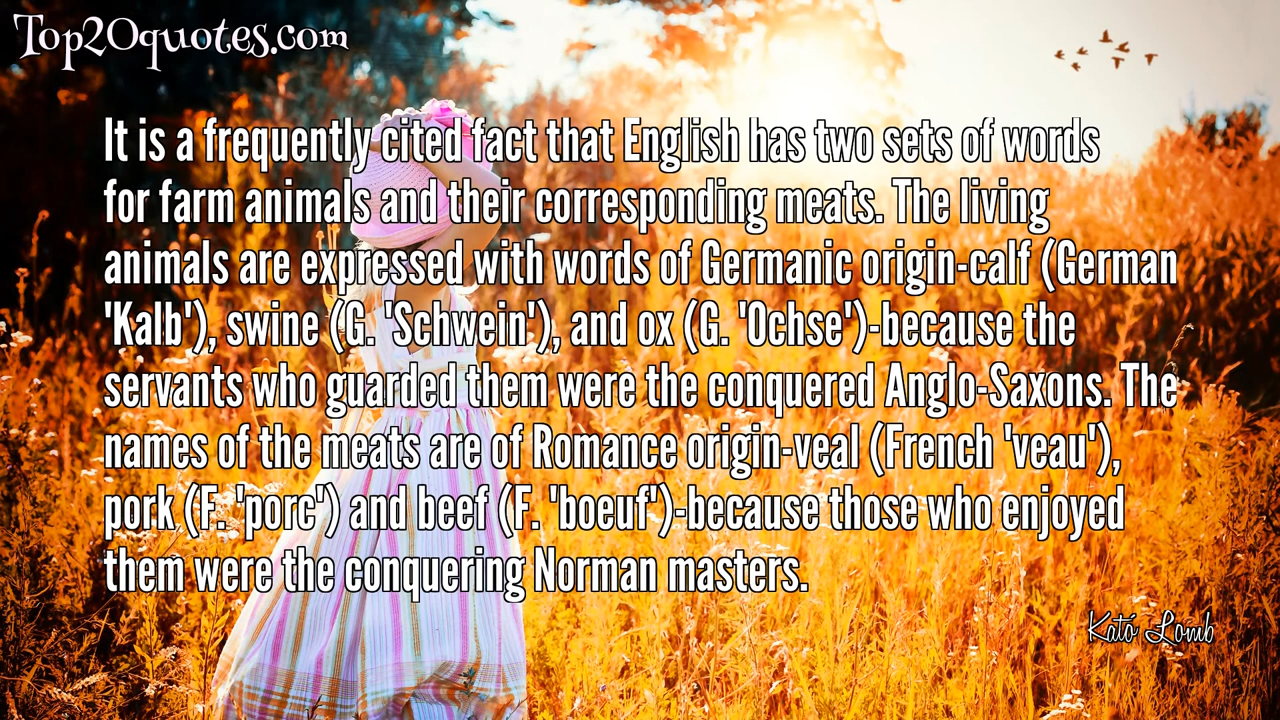 Top20quotes.com
It is a frequently cited fact that English has two sets of words
for farm animals and their corresponding meats. The living
animals are expressed with words of Germanic origin-calf (German
'Kalb'), swine (G. 'Schwein'), and ox (G. 'Ochse')-because the
servants who guarded them were the conquered Anglo-Saxons. The
names of the meats are of Romance origin-veal (French 'veau'),
pork (F. 'porc') and beef (F. 'boeuf')-because those who enjoyed
them were the conquering Norman masters.
Kató Lomb